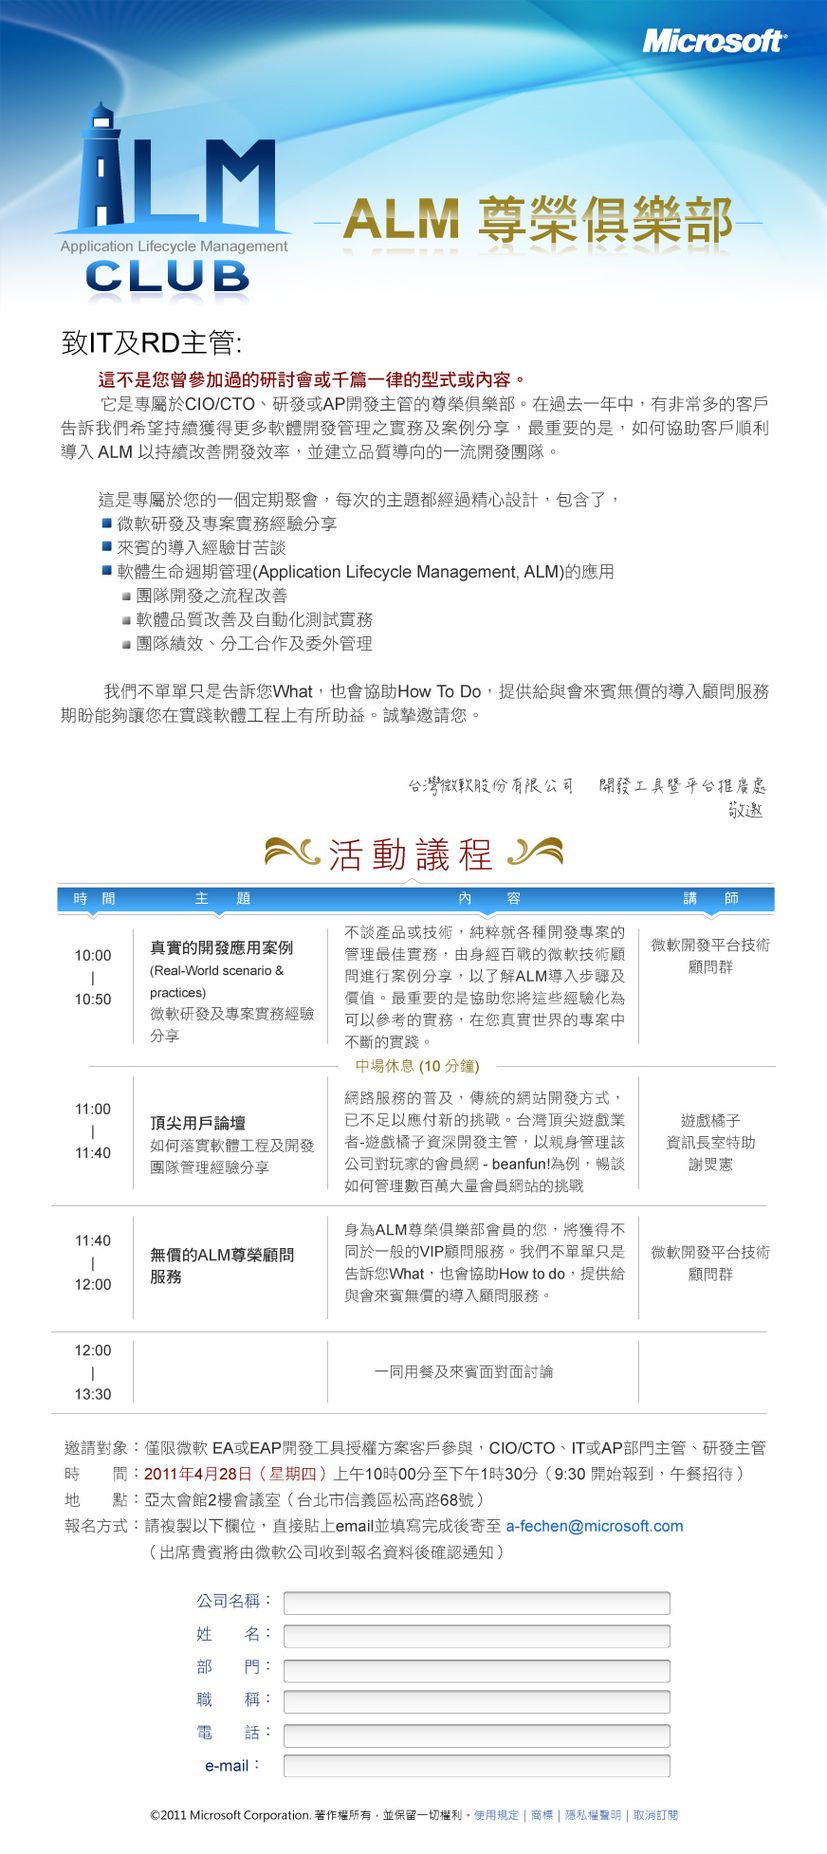 Microsoft
ALM
Application Lifecycle Management
CLUB
ALM 尊榮俱樂部
致IT及RD主管:
這不是您曾參加過的研討會或千篇一律的型式或內容。
它是專屬於CIO/CTO、研發或AP開發主管的尊榮俱樂部。在過去一年中，有非常多的客戶
告訴我們希望持續獲得更多軟體開發管理之實務及案例分享，最重要的是，如何協助客戶順利
導入 ALM 以持續改善開發效率，並建立品質導向的一流開發團隊。
這是專屬於您的一個定期聚會，每次的主題都經過精心設計，包含了，
微軟研發及專案實務經驗分享
來賓的導入經驗甘苦談
軟體生命週期管理(Application Lifecycle Management, ALM)的應用
團隊開發之流程改善
軟體品質改善及自動化測試實務
團隊績效、分工合作及委外管理
我們不單單只是告訴您What，也會協助How To Do，提供給與會來賓無價的導入顧問服務
期盼能夠讓您在實踐軟體工程上有所助益。誠摯邀請您。
台灣微軟股份有限公司 開發工具暨平台推廣處
敬邀
活動議程
時 間 主 題 內 容 講 師
10:00
|
10:50
真實的開發應用案例
(Real-World scenario &
practices)
微軟研發及專案實務經驗
分享
不談產品或技術，純粹就各種開發專案的
管理最佳實務，由身經百戰的微軟技術顧
問進行案例分享，以了解ALM導入步驟及
價值。最重要的是協助您將這些經驗化為
可以參考的實務，在您真實世界的專案中
不斷的實踐。
微軟開發平台技術
顧問群
中場休息 (10 分鐘)
11:00
|
11:40
頂尖用戶論壇
如何落實軟體工程及開發
團隊管理經驗分享
網路服務的普及，傳統的網站開發方式，
已不足以應付新的挑戰。台灣頂尖遊戲業
者-遊戲橘子資深開發主管，以親身管理該
公司對玩家的會員網 - beanfun!為例，暢談
如何管理數百萬大量會員網站的挑戰
遊戲橘子
資訊長室特助
謝煚憲
11:40
|
12:00
無價的ALM尊榮顧問
服務
身為ALM尊榮俱樂部會員的您，將獲得不
同於一般的VIP顧問服務。我們不單單只是
告訴您What，也會協助How to do，提供給
與會來賓無價的導入顧問服務。
微軟開發平台技術
顧問群
12:00
|
13:30
一同用餐及來賓面對面討論
邀請對象：僅限微軟 EA或EAP開發工具授權方案客戶參與，CIO/CTO、IT或AP部門主管、研發主管
時 間：2011年4月28日（星期四）上午10時00分至下午1時30分（9:30 開始報到，午餐招待）
地 點：亞太會館2樓會議室（台北市信義區松高路68號）
報名方式：請複製以下欄位，直接貼上email並填寫完成後寄至 a-fechen@microsoft.com
（出席貴賓將由微軟公司收到報名資料後確認通知）
公司名稱：
姓 名：
部 門：
職 稱：
電 話：
e-mail：
©2011 Microsoft Corporation. 著作權所有，並保留一切權利。使用規定 | 商標 | 隱私權聲明 | 取消訂閱